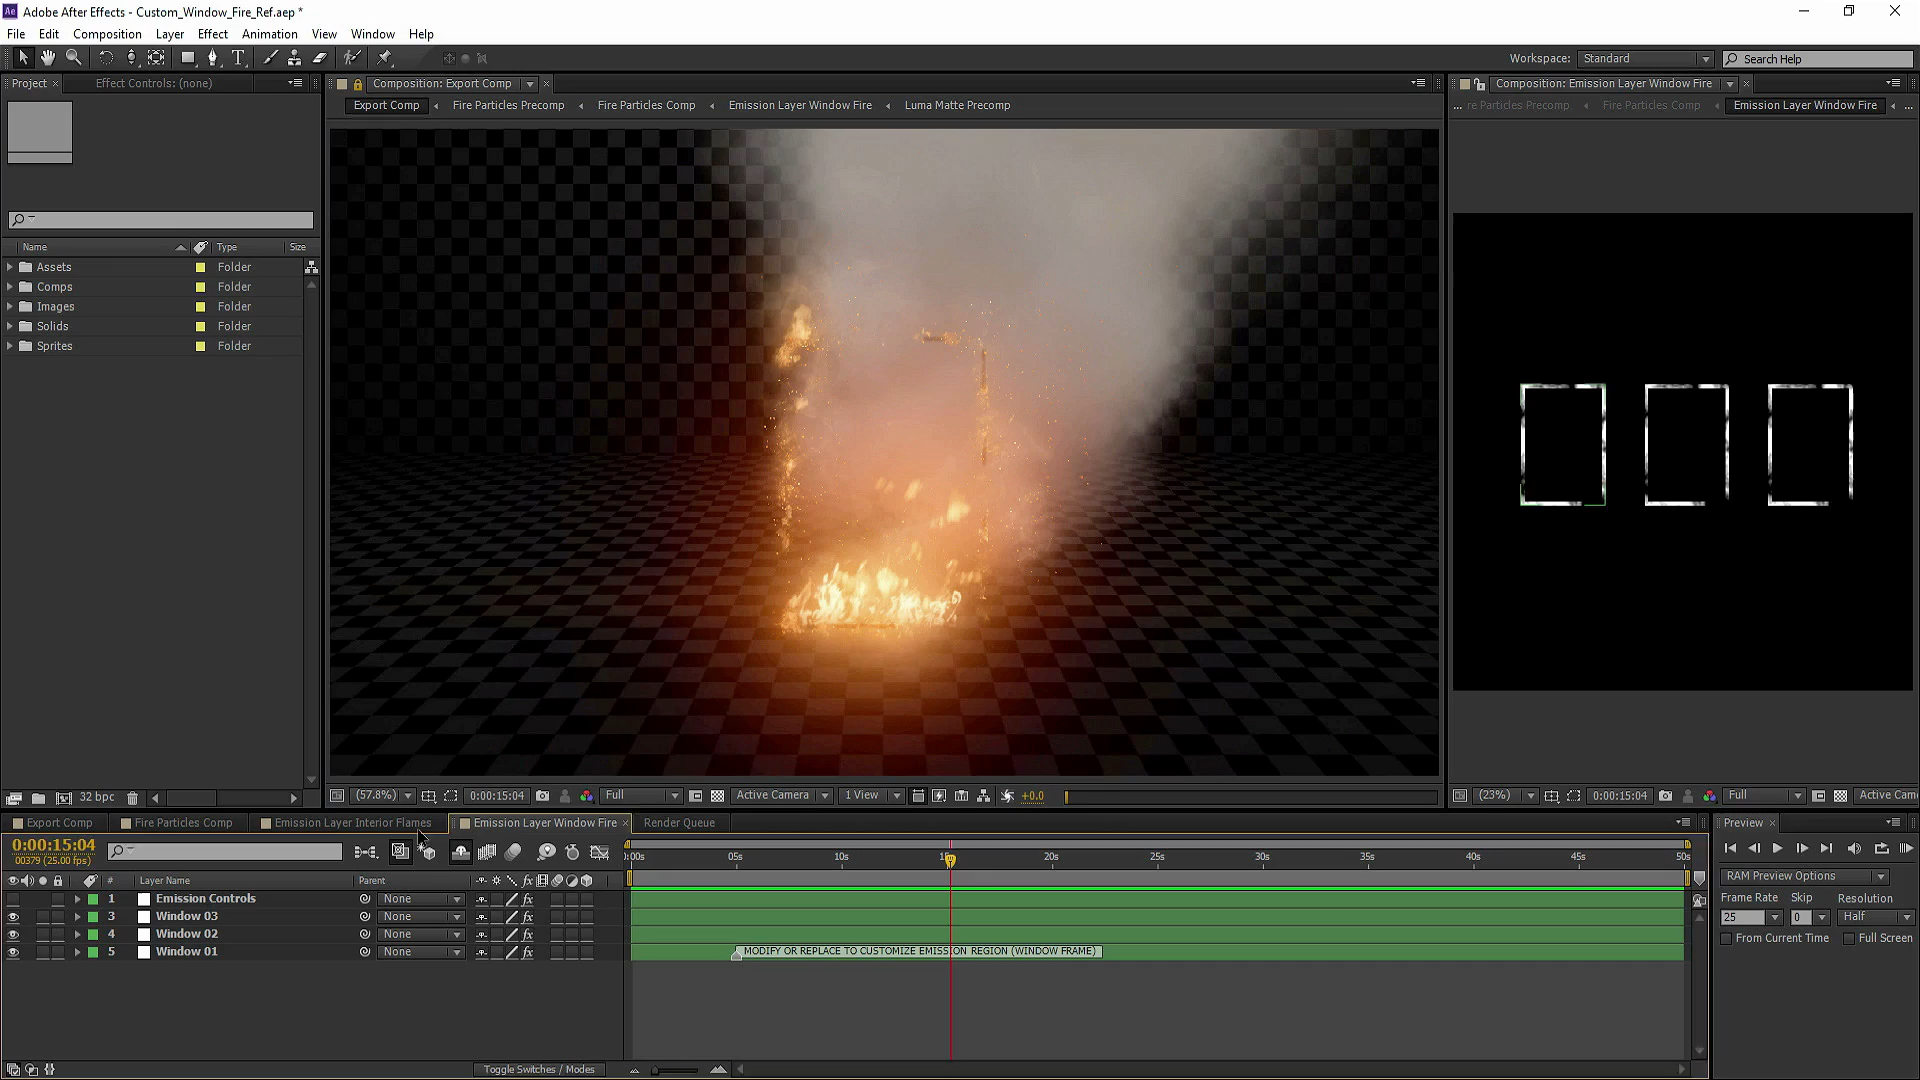 Adobe After Effects - Custom_Window_Fire_Ref.aep *
File Edit Composition Layer Effect Animation View Window Help
Workspace: Standard Search Help
Project Effect Controls: (none)
Composition: Export Comp
Composition: Emission Layer Window Fire
Export Comp Fire Particles Precomp Fire Particles Comp Emission Layer Window Fire Luma Matte Precomp
... re Particles Precomp Fire Particles Comp Emission Layer Window Fire ...
Name Type Size
Assets Folder
Comps Folder
Images Folder
Solids Folder
Sprites Folder
32 bpc
(57.8%) 0:00:15:04 Full Active Camera 1 View +0.0
(23%) 0:00:15:04 Full Active Cam
Export Comp Fire Particles Comp Emission Layer Interior Flames Emission Layer Window Fire Render Queue
Preview
0:00:15:04
00379 (25.00 fps)
05s 10s 20s 25s 30s 35s 40s 45s 50s
# Layer Name Parent
1 Emission Controls None
3 Window 03 None
4 Window 02 None
5 Window 01 None
MODIFY OR REPLACE TO CUSTOMIZE EMISSION REGION (WINDOW FRAME)
RAM Preview Options
Frame Rate Skip Resolution
25 0 Half
From Current Time Full Screen
Toggle Switches / Modes